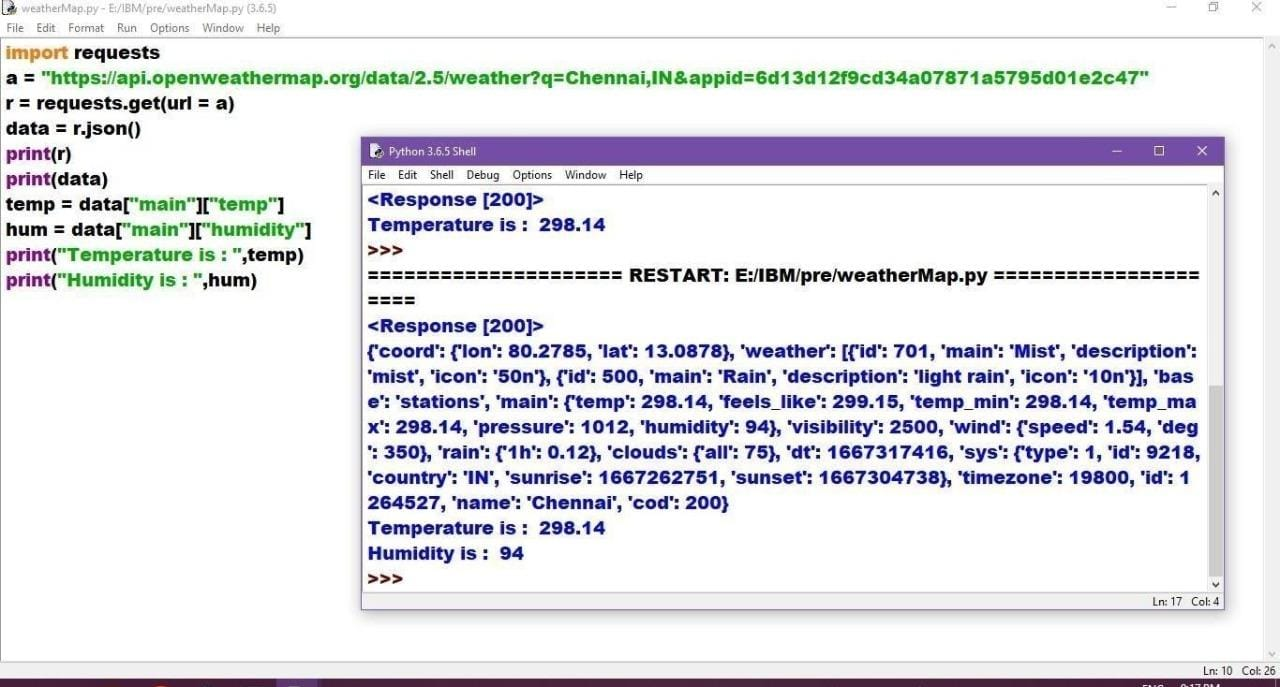 weatherMap.py - E:/IBM/pre/weatherMap.py (3.6.5)
File Edit Format Run Options Window Help
import requests
a = "https://api.openweathermap.org/data/2.5/weather?q=Chennai,IN&appid=6d13d12f9cd34a07871a5795d01e2c47"
r = requests.get(url = a)
data = r.json()
print(r)
print(data)
temp = data["main"]["temp"]
hum = data["main"]["humidity"]
print("Temperature is : ",temp)
print("Humidity is : ",hum)
Python 3.6.5 Shell
File Edit Shell Debug Options Window Help
<Response [200]>
Temperature is :  298.14
>>>
===================== RESTART: E:/IBM/pre/weatherMap.py =================
====
<Response [200]>
{'coord': {'lon': 80.2785, 'lat': 13.0878}, 'weather': [{'id': 701, 'main': 'Mist', 'description':
'mist', 'icon': '50n'}, {'id': 500, 'main': 'Rain', 'description': 'light rain', 'icon': '10n'}], 'bas
e': 'stations', 'main': {'temp': 298.14, 'feels_like': 299.15, 'temp_min': 298.14, 'temp_ma
x': 298.14, 'pressure': 1012, 'humidity': 94}, 'visibility': 2500, 'wind': {'speed': 1.54, 'deg
': 350}, 'rain': {'1h': 0.12}, 'clouds': {'all': 75}, 'dt': 1667317416, 'sys': {'type': 1, 'id': 9218,
'country': 'IN', 'sunrise': 1667262751, 'sunset': 1667304738}, 'timezone': 19800, 'id': 1
264527, 'name': 'Chennai', 'cod': 200}
Temperature is :  298.14
Humidity is :  94
>>>
Ln: 17 Col: 4
Ln: 10 Col: 26